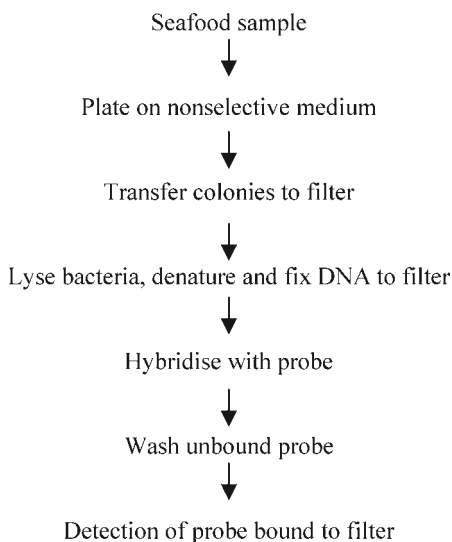 Seafood sample
Plate on nonselective medium
Transfer colonies to filter
Lyse bacteria, denature and fix DNA to filter
Hybridise with probe
Wash unbound probe
Detection of probe bound to filter